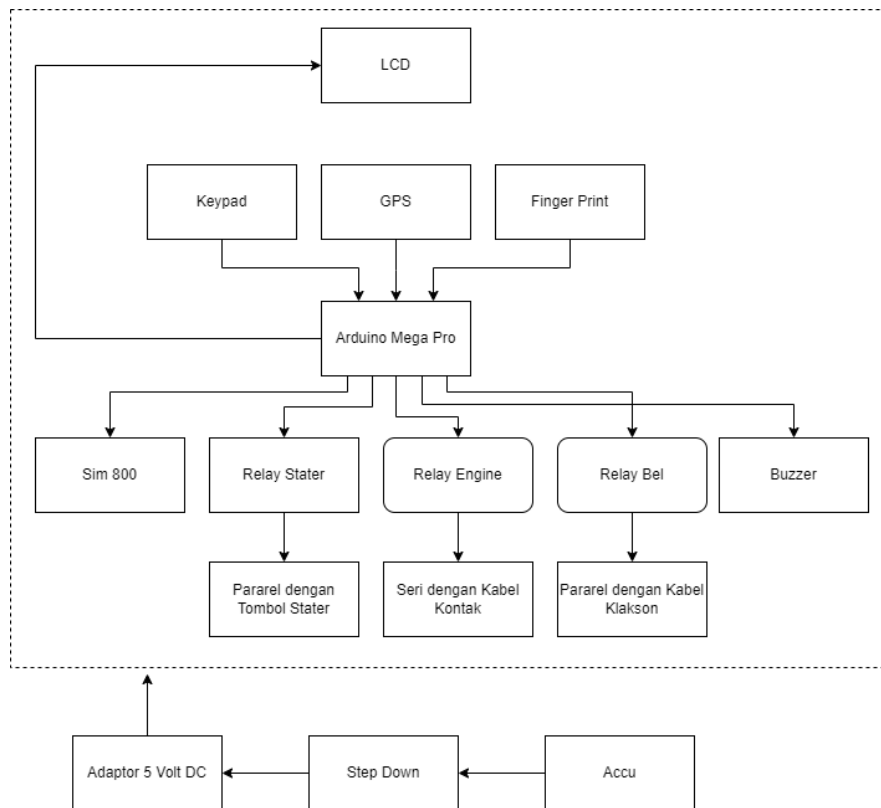 LCD
Keypad
GPS
Finger Print
Arduino Mega Pro
Sim 800
Relay Stater
Relay Engine
Relay Bel
Buzzer
Pararel dengan
Tombol Stater
Seri dengan Kabel
Kontak
Pararel dengan Kabel
Klakson
Adaptor 5 Volt DC
Step Down
Accu